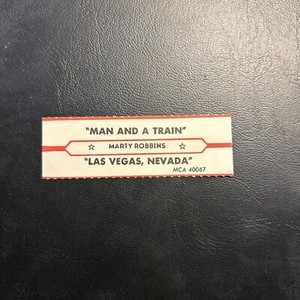 "MAN AND A TRAIN"
☆ MARTY ROBBINS ☆
"LAS VEGAS, NEVADA"
MCA 40067